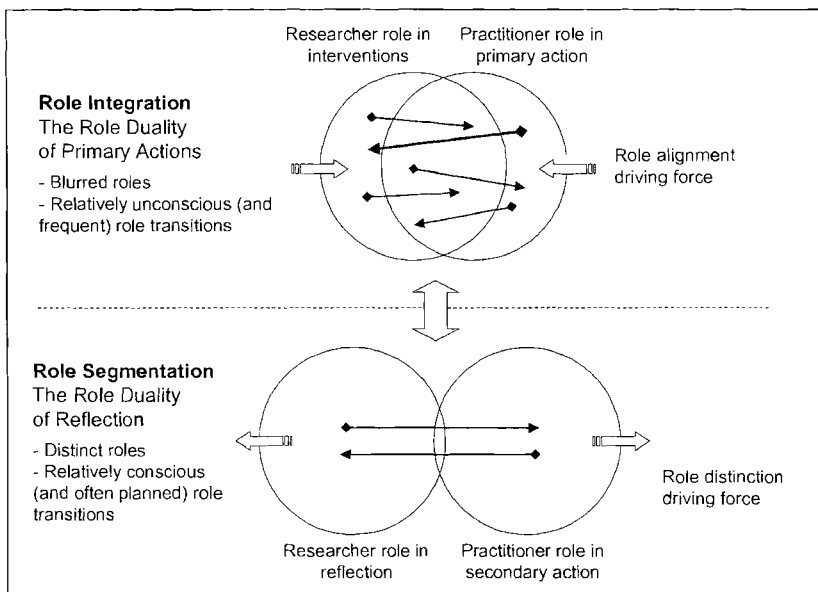 Researcher role in
interventions
Practitioner role in
primary action
Role Integration
The Role Duality
of Primary Actions
- Blurred roles
- Relatively unconscious (and
frequent) role transitions
Role alignment
driving force
Role Segmentation
The Role Duality
of Reflection
- Distinct roles
- Relatively conscious
(and often planned) role
transitions
Role distinction
driving force
Researcher role in
reflection
Practitioner role in
secondary action